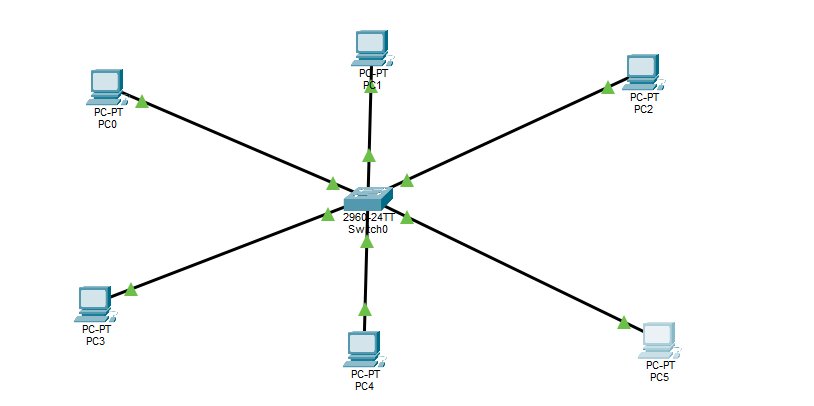 PC-PT
PC1
PC-PT
PC2
PC-PT
PC0
2960-24TT
Switch0
PC-PT
PC3
PC-PT
PC4
PC-PT
PC5